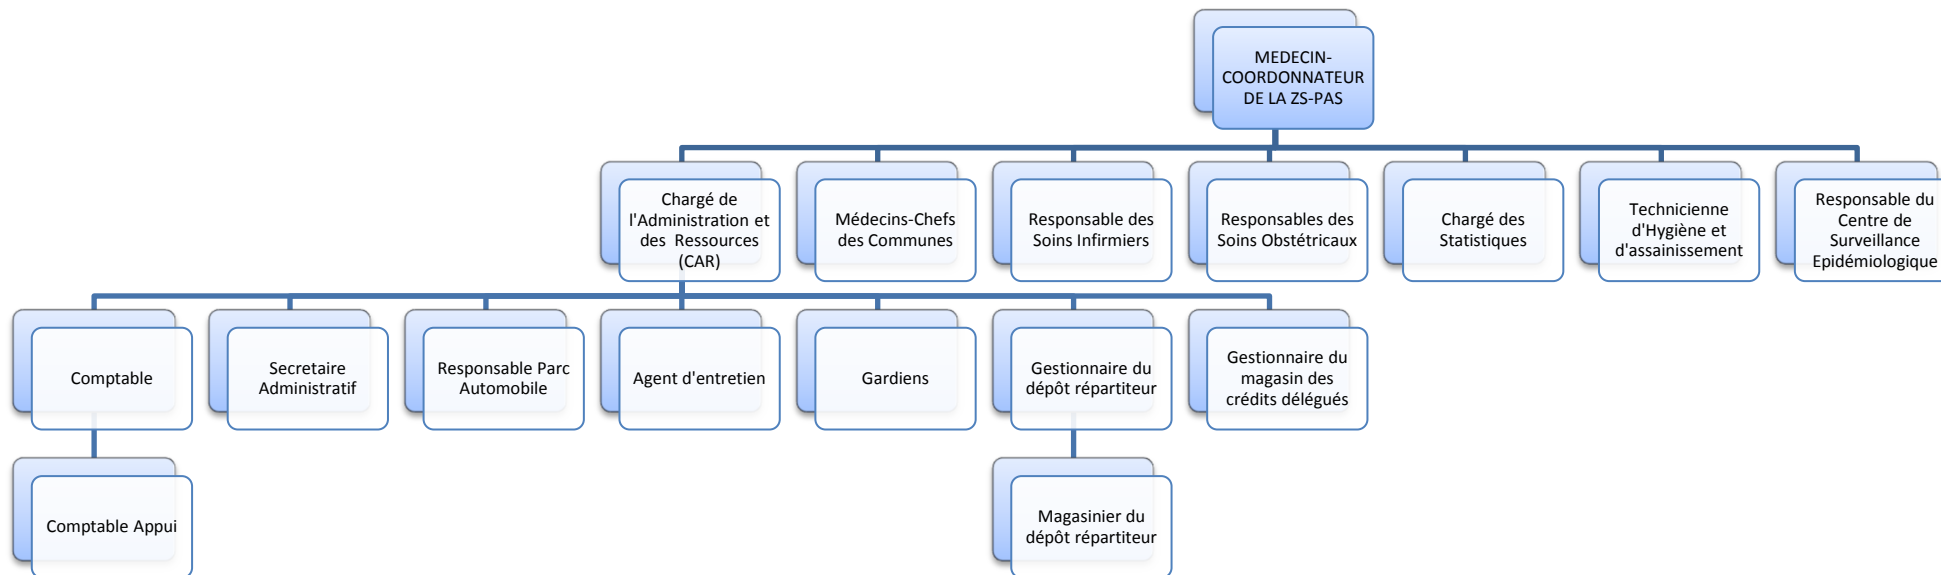 MEDECIN-
COORDONNATEUR
DE LA ZS-PAS
Chargé de
l'Administration et
des Ressources
(CAR)
Médecins-Chefs
des Communes
Responsable des
Soins Infirmiers
Responsables des
Soins Obstétricaux
Chargé des
Statistiques
Technicienne
d'Hygiène et
d'assainissement
Responsable du
Centre de
Surveillance
Epidémiologique
Comptable
Secretaire
Administratif
Responsable Parc
Automobile
Agent d'entretien
Gardiens
Gestionnaire du
dépôt répartiteur
Gestionnaire du
magasin des
crédits délégués
Comptable Appui
Magasinier du
dépôt répartiteur